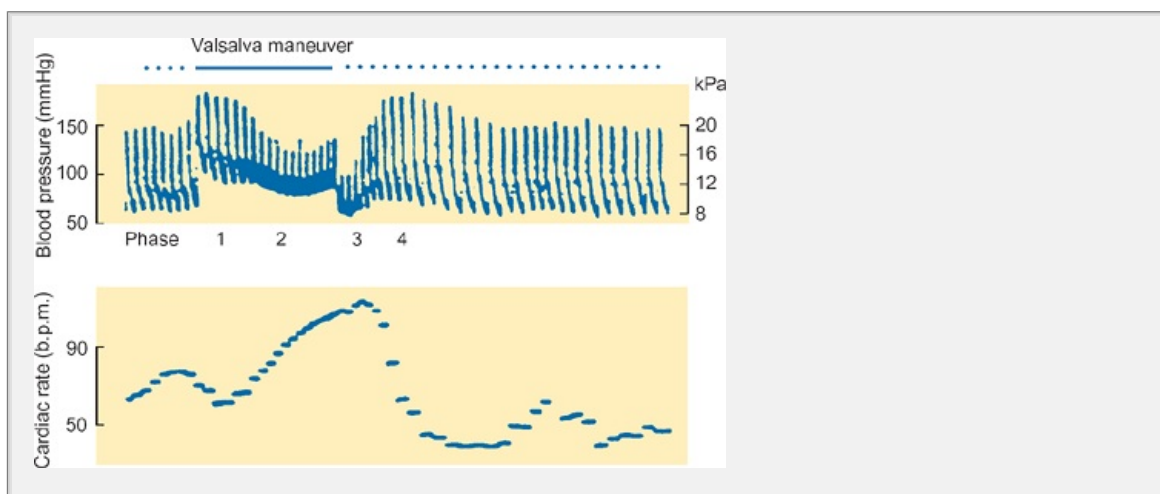 Valsalva maneuver
Blood pressure (mmHg)
150
100
50
kPa
20
16
12
8
Phase 1 2 3 4
Cardiac rate (b.p.m.)
90
50